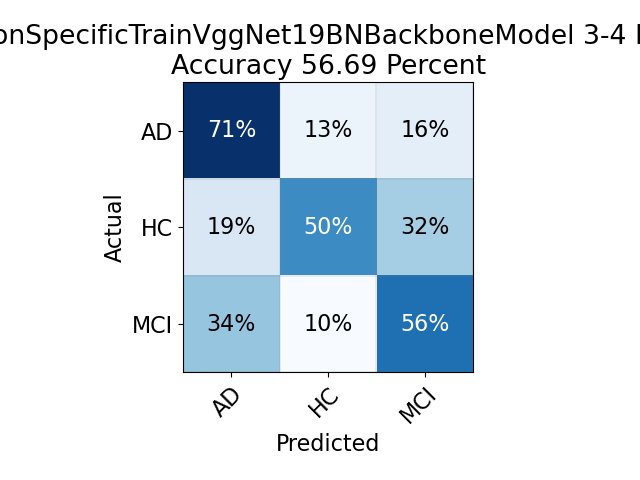 onSpecificTrainVggNet19BNBackboneModel 3-4
Accuracy 56.69 Percent
AD 71% 13% 16%
HC 19% 50% 32%
MCI 34% 10% 56%
Actual
AD HC MCI
Predicted